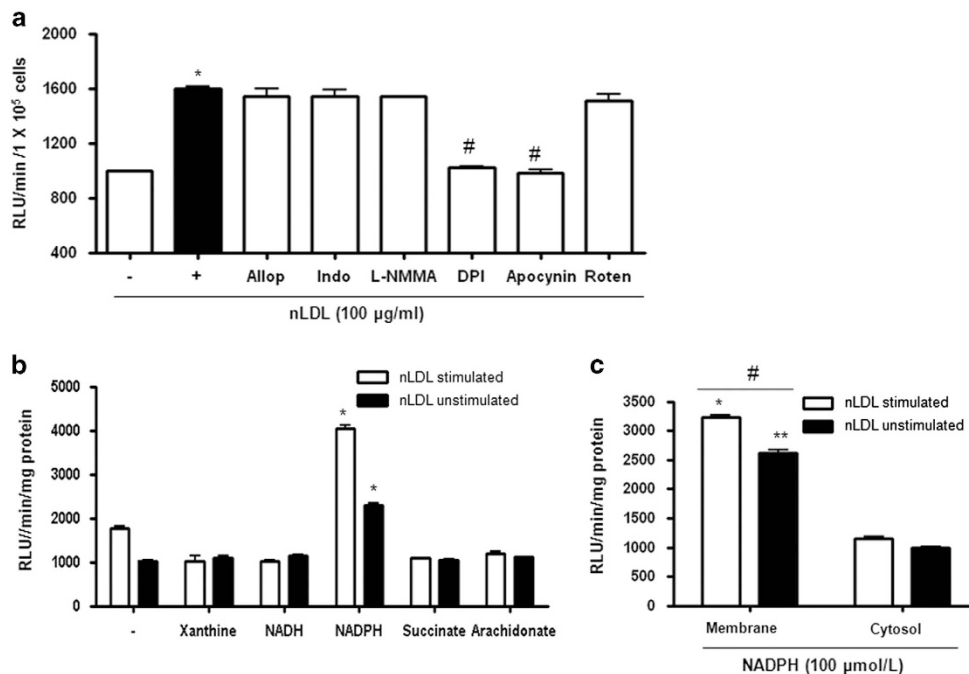 a
RLU/min /1 X 10⁵ cells
2000
1600
1200
800
400
*
#
#
- + Allop Indo L-NMMA DPI Apocynin Roten
nLDL (100 µg/ml)
b
RLU//min/mg protein
5000
4000
3000
2000
1000
0
nLDL stimulated
nLDL unstimulated
*
*
- Xanthine NADH NADPH Succinate Arachidonate
c
RLU/min/mg protein
3500
3000
2500
2000
1500
1000
500
0
#
nLDL stimulated
nLDL unstimulated
*
**
Membrane Cytosol
NADPH (100 µmol/L)